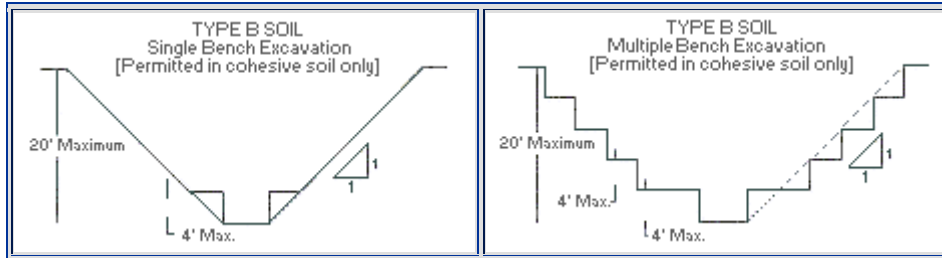 TYPE B SOIL
Single Bench Excavation
[Permitted in cohesive soil only]
20' Maximum
1
1
4' Max.
TYPE B SOIL
Multiple Bench Excavation
[Permitted in cohesive soil only]
20' Maximum
1
1
4' Max.
4' Max.